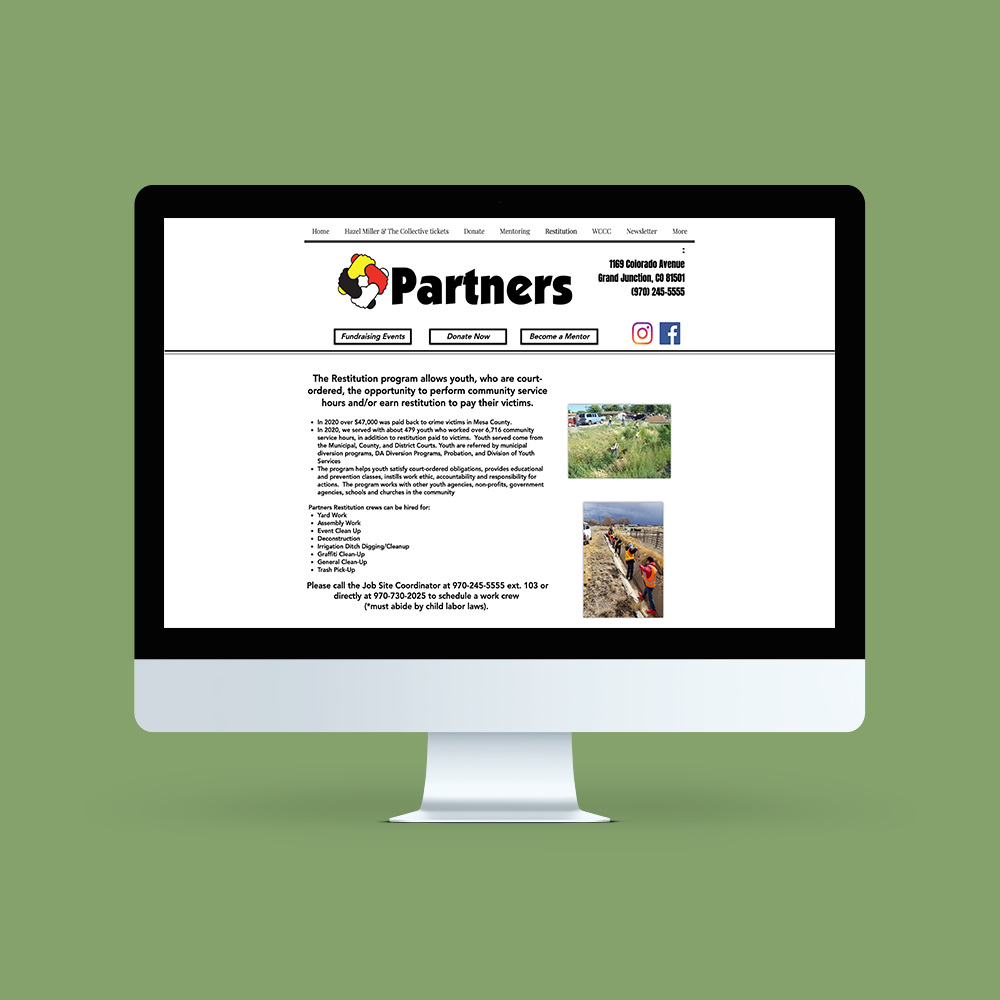 Home Hazel Miller & The Collective tickets Donate Mentoring Restitution WCCC Newsletter More
:
1169 Colorado Avenue
Grand Junction, CO 81501
(970) 245-5555
Partners
Fundraising Events Donate Now Become a Mentor
The Restitution program allows youth, who are court-
ordered, the opportunity to perform community service
hours and/or earn restitution to pay their victims.
• In 2020 over $47,000 was paid back to crime victims in Mesa County.
• In 2020, we served with about 479 youth who worked over 6,716 community
service hours, in addition to restitution paid to victims. Youth served come from
the Municipal, County, and District Courts. Youth are referred by municipal
diversion programs, DA Diversion Programs, Probation, and Division of Youth
Services
• The program helps youth satisfy court-ordered obligations, provides educational
and prevention classes, instills work ethic, accountability and responsibility for
actions. The program works with other youth agencies, non-profits, government
agencies, schools and churches in the community
Partners Restitution crews can be hired for:
• Yard Work
• Assembly Work
• Event Clean Up
• Deconstruction
• Irrigation Ditch Digging/Cleanup
• Graffiti Clean-Up
• General Clean-Up
• Trash Pick-Up
Please call the Job Site Coordinator at 970-245-5555 ext. 103 or
directly at 970-730-2025 to schedule a work crew
(*must abide by child labor laws).